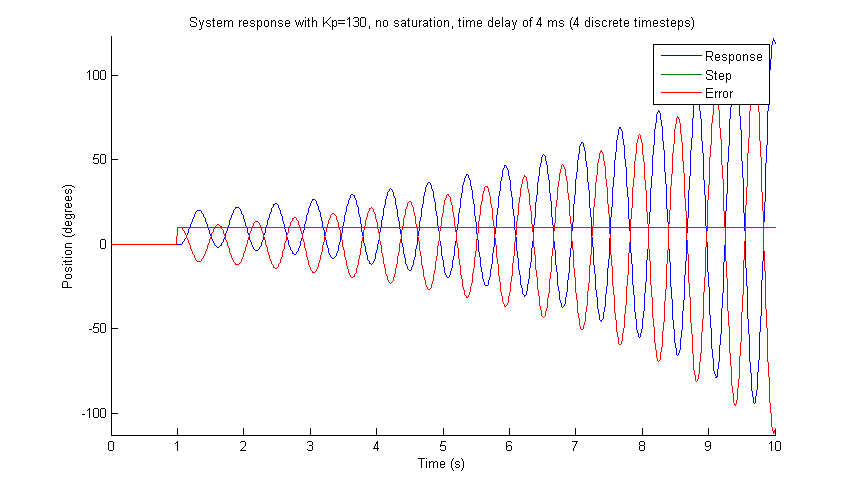 System response with Kp=130, no saturation, time delay of 4 ms (4 discrete timesteps)
Response
Step
Error
100
50
0
-50
-100
Position (degrees)
0 1 2 3 4 5 6 7 8 9 10
Time (s)